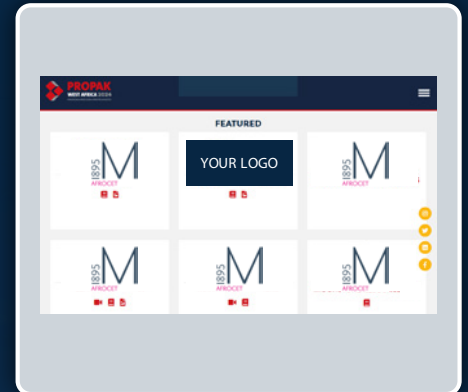 PROPAK
WEST AFRICA 2024
FEATURED
1895 M
AFROCET
YOUR LOGO
1895 M
AFROCET
1895 M
AFROCET
1895 M
AFROCET
1895 M
AFROCET